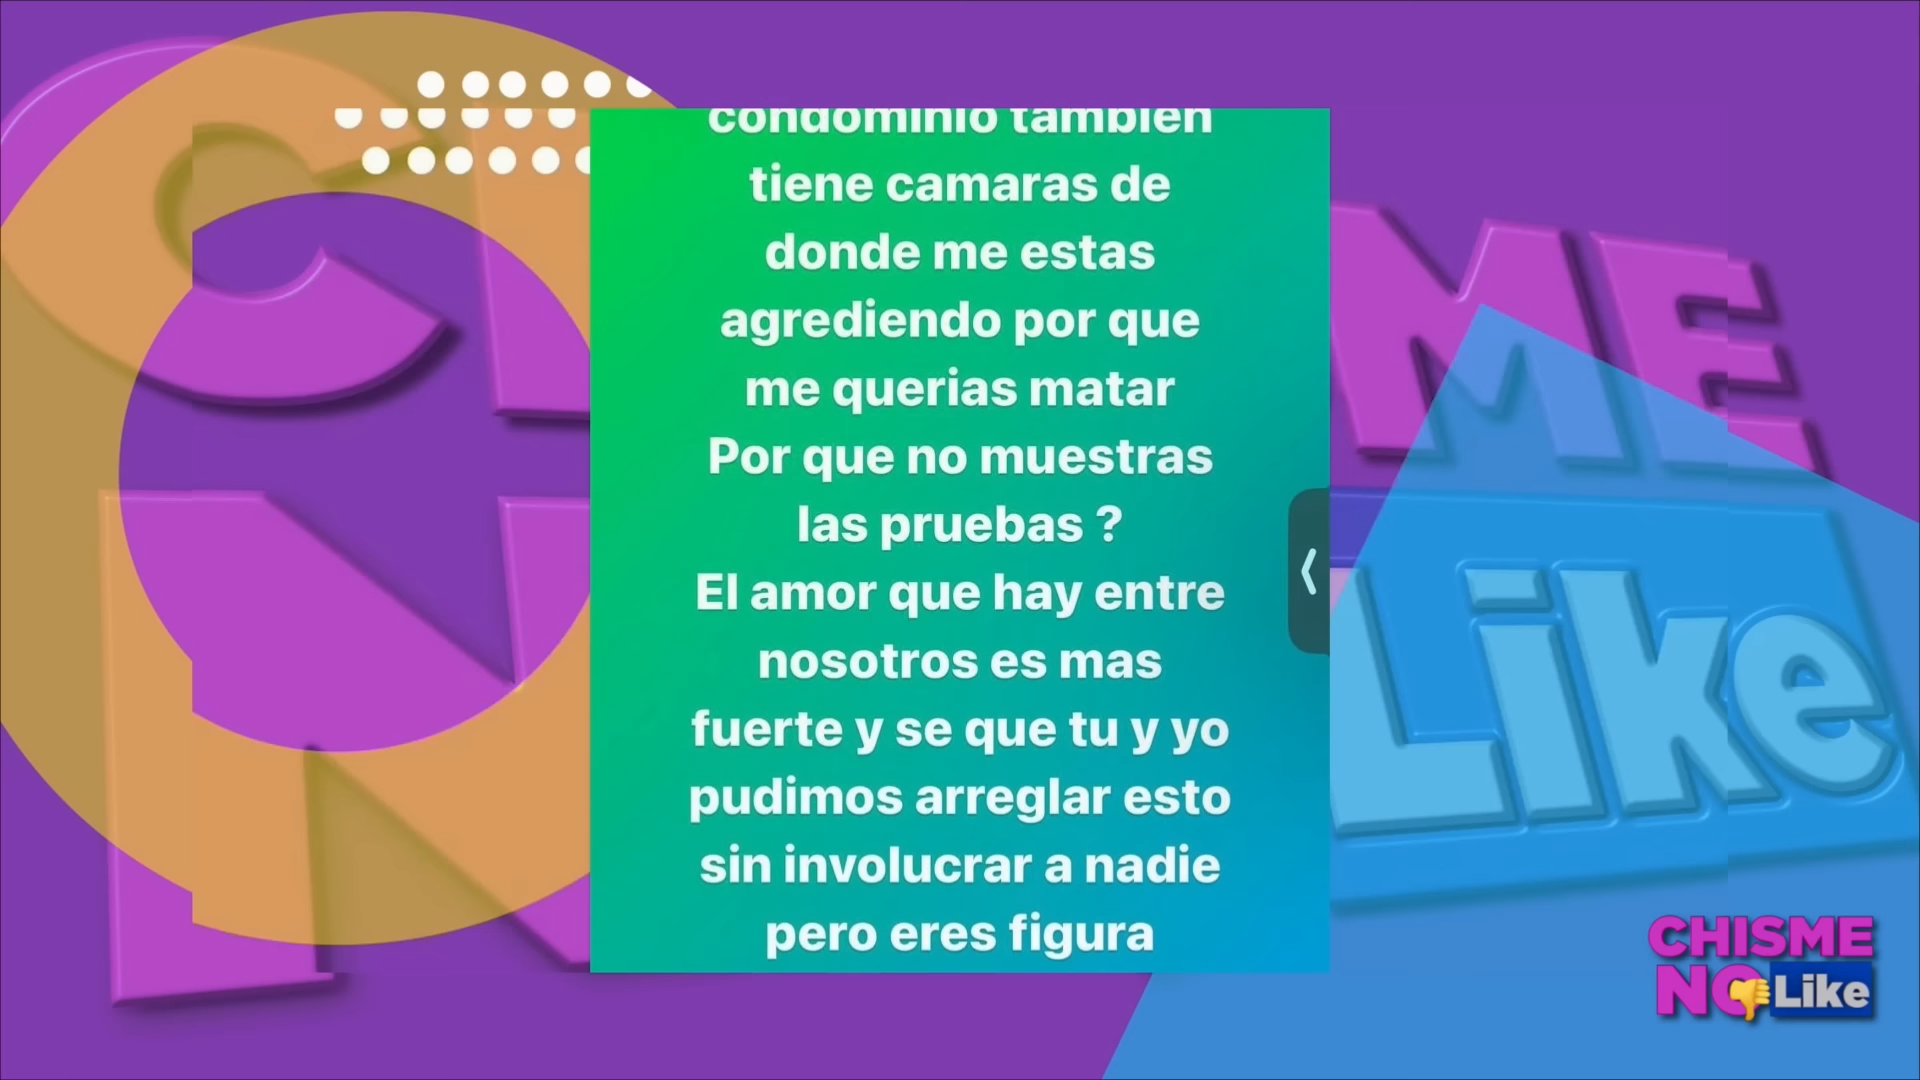 condominio tambien
tiene camaras de
donde me estas
agrediendo por que
me querias matar
Por que no muestras
las pruebas ?
El amor que hay entre
nosotros es mas
fuerte y se que tu y yo
pudimos arreglar esto
sin involucrar a nadie
pero eres figura
ME
Like
CHISME
NO Like